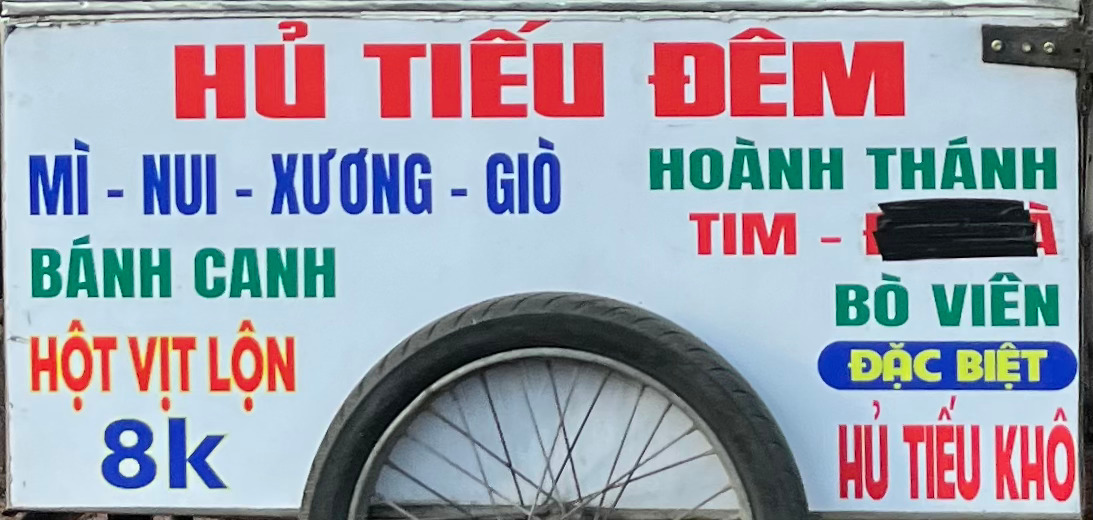 HỦ TIẾU ĐÊM
MÌ - NUI - XƯƠNG - GIÒ
BÁNH CANH
HỘT VỊT LỘN
8k
HOÀNH THÁNH
TIM -
BÒ VIÊN
ĐẶC BIỆT
HỦ TIẾU KHÔ